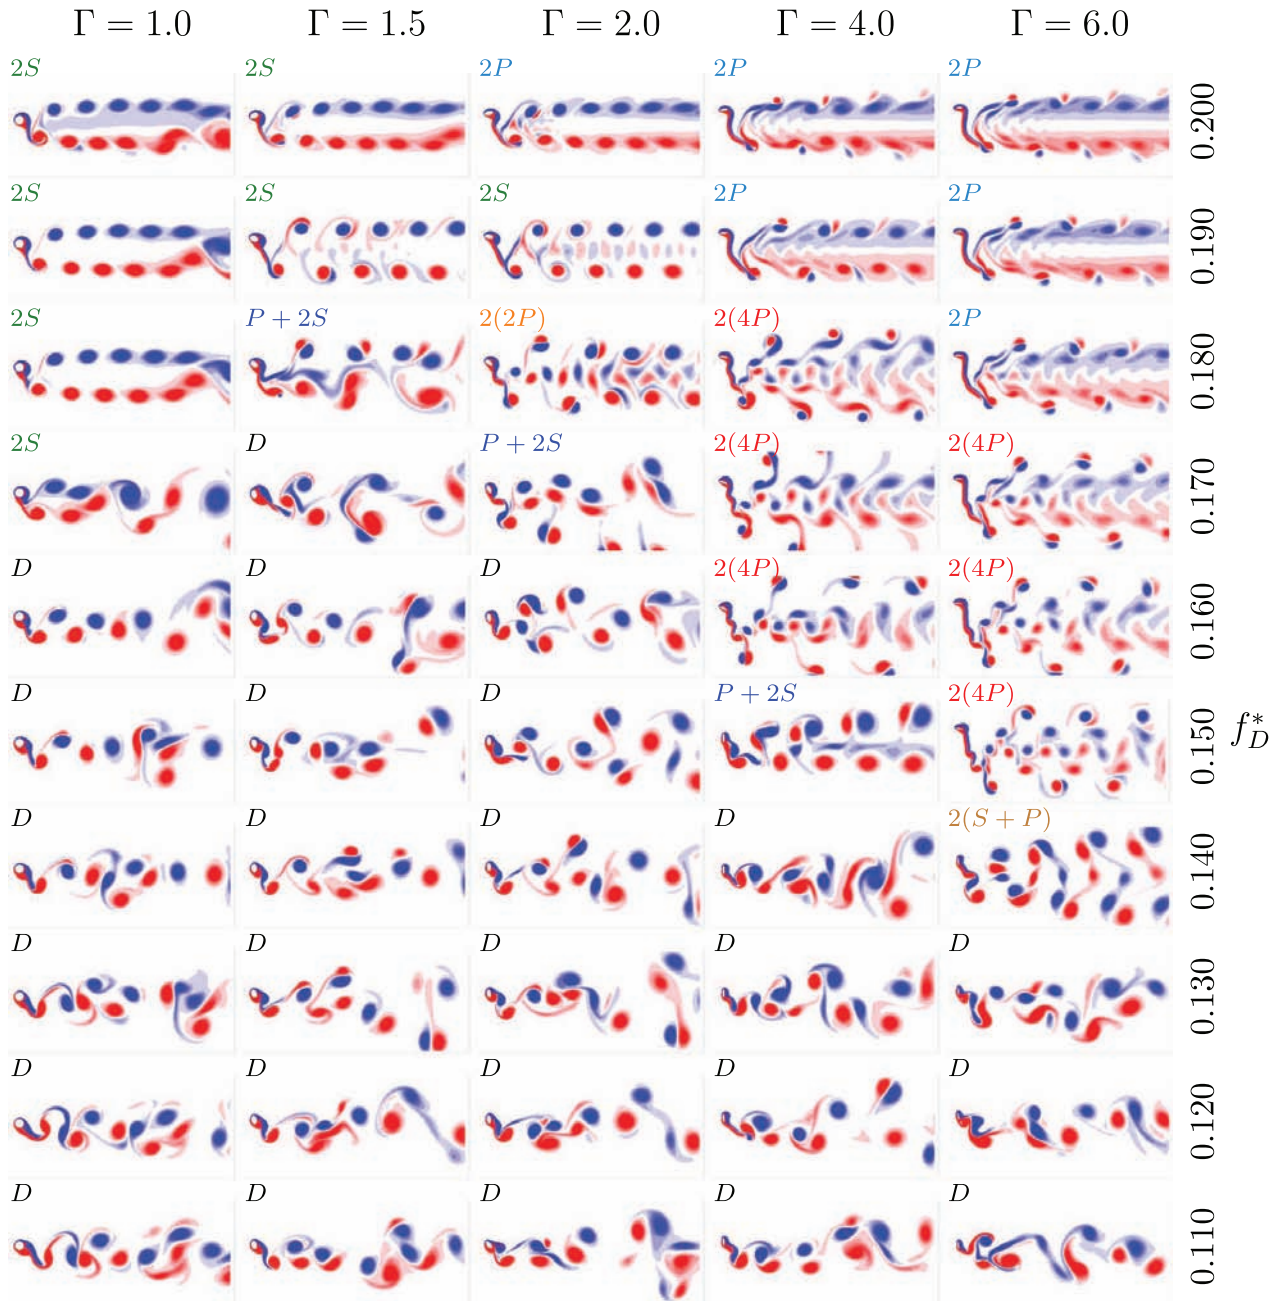 Γ = 1.0 Γ = 1.5 Γ = 2.0 Γ = 4.0 Γ = 6.0
2S 2S 2P 2P 2P 0.200
2S 2S 2S 2P 2P 0.190
2S P + 2S 2(2P) 2(4P) 2P 0.180
2S D P + 2S 2(4P) 2(4P) 0.170
D D D 2(4P) 2(4P) 0.160
D D D P + 2S 2(4P) 0.150
f*D
D D D D 2(S + P) 0.140
D D D D D 0.130
D D D D D 0.120
D D D D D 0.110